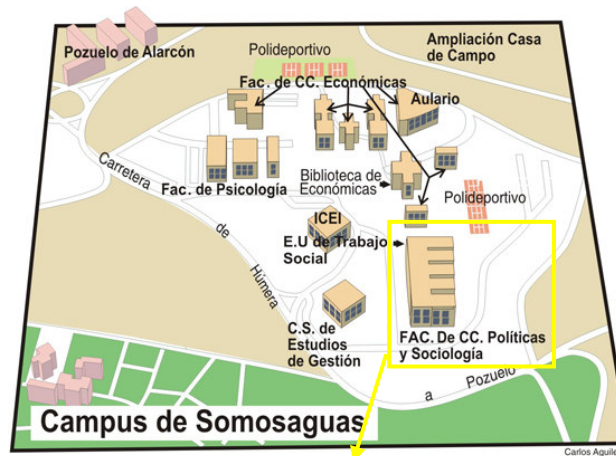 Pozuelo de Alarcón
Polideportivo
Ampliación Casa
de Campo
Fac. de CC. Económicas
Aulario
Carretera
de
Húmera
Fac. de Psicología
Biblioteca de
Económicas
Polideportivo
ICEI
E.U de Trabajo
Social
C.S. de
Estudios
de Gestión
FAC. De CC. Políticas
y Sociología
a
Pozuelo
Campus de Somosaguas